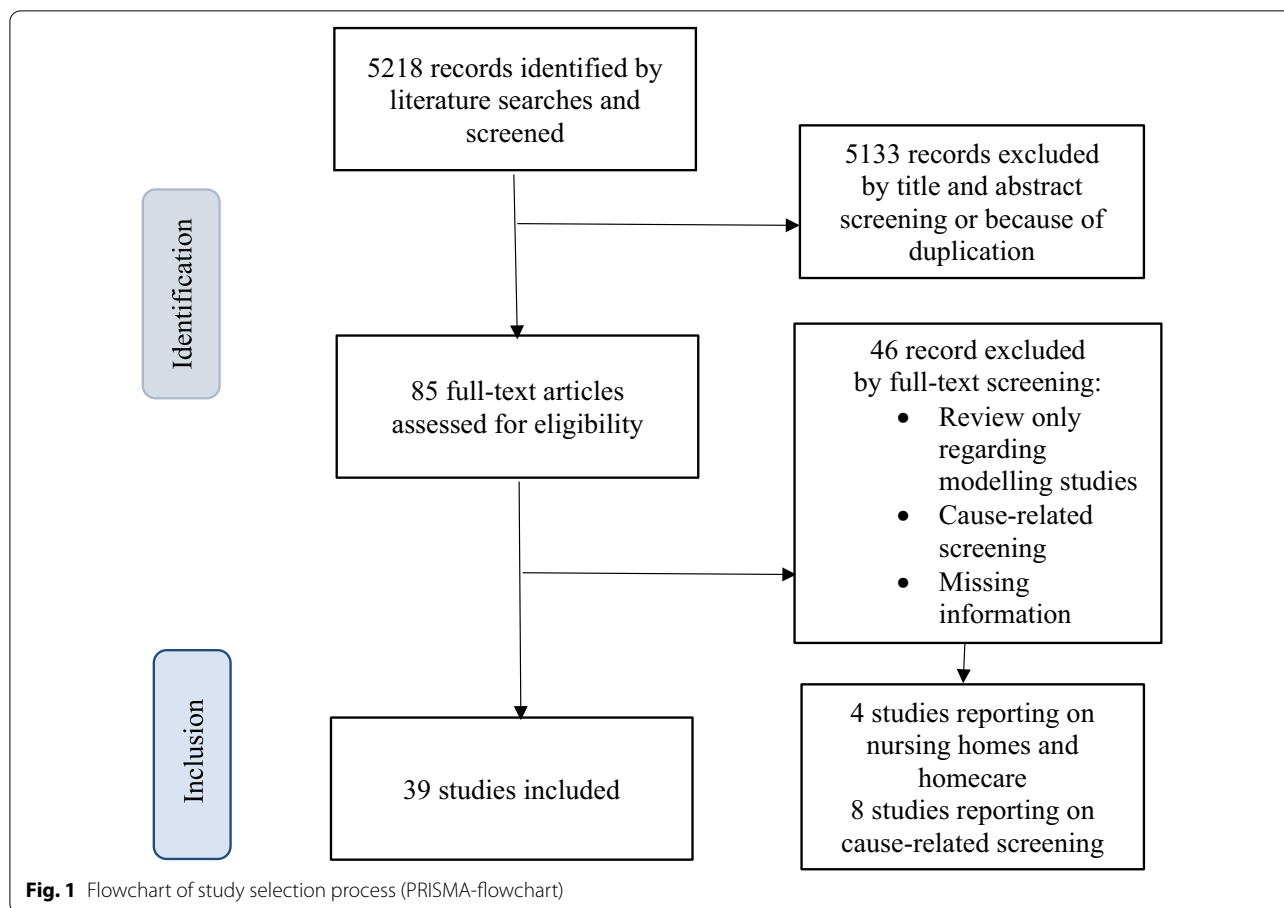 5218 records identified by
literature searches and
screened
5133 records excluded
by title and abstract
screening or because of
duplication
Identification
85 full-text articles
assessed for eligibility
46 record excluded
by full-text screening:
• Review only
regarding
modelling studies
• Cause-related
screening
• Missing
information
Inclusion
39 studies included
4 studies reporting on
nursing homes and
homecare
8 studies reporting on
cause-related screening
Fig. 1 Flowchart of study selection process (PRISMA-flowchart)